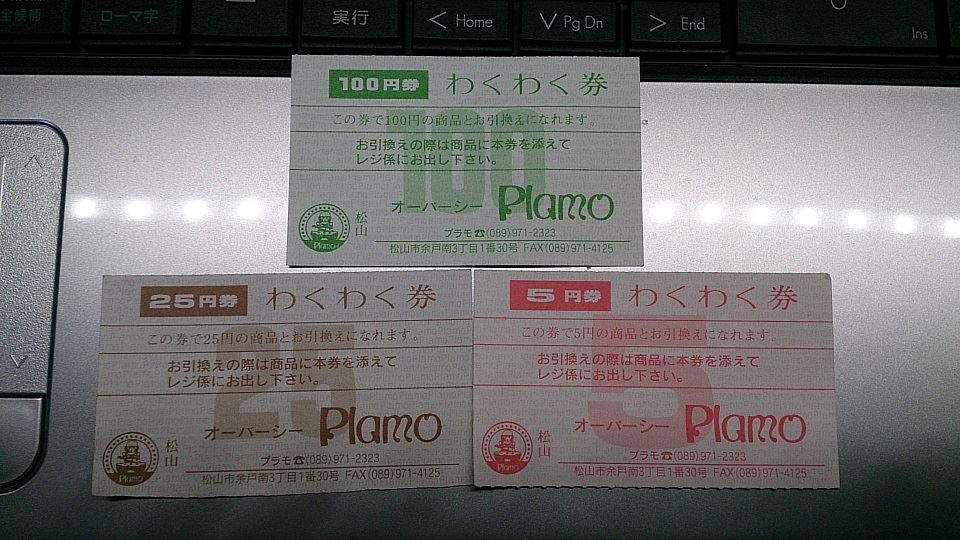 全候補
ローマ字
実行
< Home
∨ Pg Dn
> End
Ins
100円券 わくわく券
この券で100円の商品とお引換えになれます。
100
お引換えの際は商品に本券を添えて
レジ係にお出し下さい。
オーバーシー Plamo
松山
Plamo
プラモ☎(089)971-2323
松山市余戸南3丁目1番30号 FAX(089)971-4125
25円券 わくわく券
この券で25円の商品とお引換えになれます。
25
お引換えの際は商品に本券を添えて
レジ係にお出し下さい。
オーバーシー Plamo
松山
Plamo
プラモ☎(089)971-2323
松山市余戸南3丁目1番30号 FAX(089)971-4125
5円券 わくわく券
この券で5円の商品とお引換えになれます。
5
お引換えの際は商品に本券を添えて
レジ係にお出し下さい。
オーバーシー Plamo
松山
Plamo
プラモ☎(089)971-2323
松山市余戸南3丁目1番30号 FAX(089)971-4125